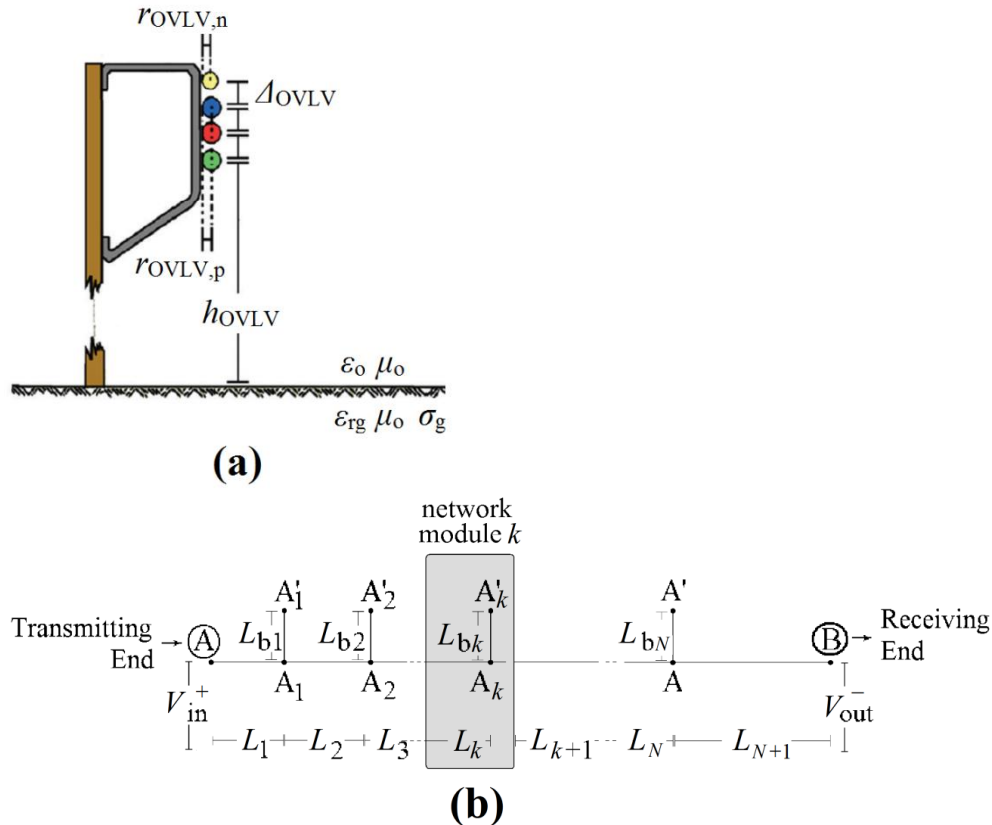 r_OVLV,n
Δ_OVLV
r_OVLV,p
h_OVLV
ε_o μ_o
ε_rg μ_o σ_g
(a)
network
module k
A'_1 A'_2 A'_k A'
Transmitting End → A L_b1 L_b2 L_bk L_bN B → Receiving End
A_1 A_2 A_k A
V_in^+ V_out^-
L_1 L_2 L_3 L_k L_k+1 L_N L_N+1
(b)